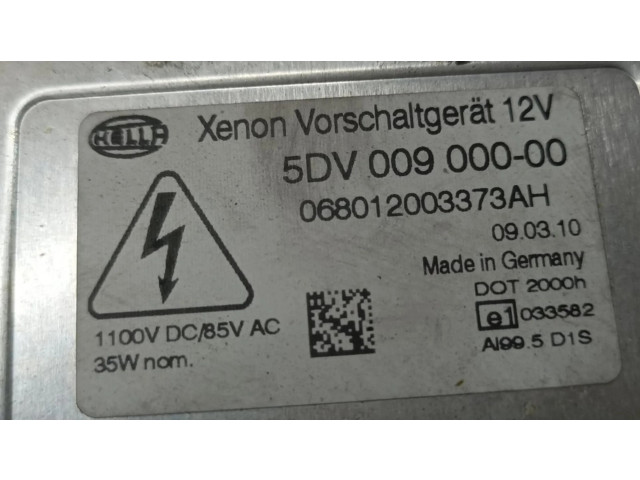 HELLA
Xenon Vorschaltgerät 12V
5DV 009 000-00
068012003373AH
09.03.10
Made in Germany
DOT 2000h
e1 033582
Al99.5 D1S
1100V DC/85V AC
35W nom.